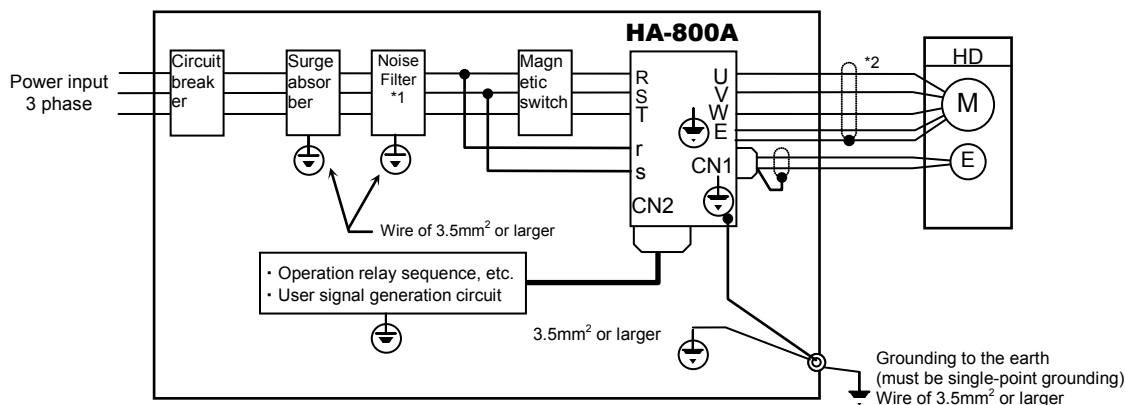 HA-800A
Power input
3 phase
Circuit
break
er
Surge
absor
ber
Noise
Filter
*1
Magn
etic
switch
R
S
T
r
s
U
V
W
E
CN1
CN2
*2
HD
M
E
Wire of 3.5mm² or larger
・Operation relay sequence, etc.
・User signal generation circuit
3.5mm² or larger
Grounding to the earth
(must be single-point grounding)
Wire of 3.5mm² or larger